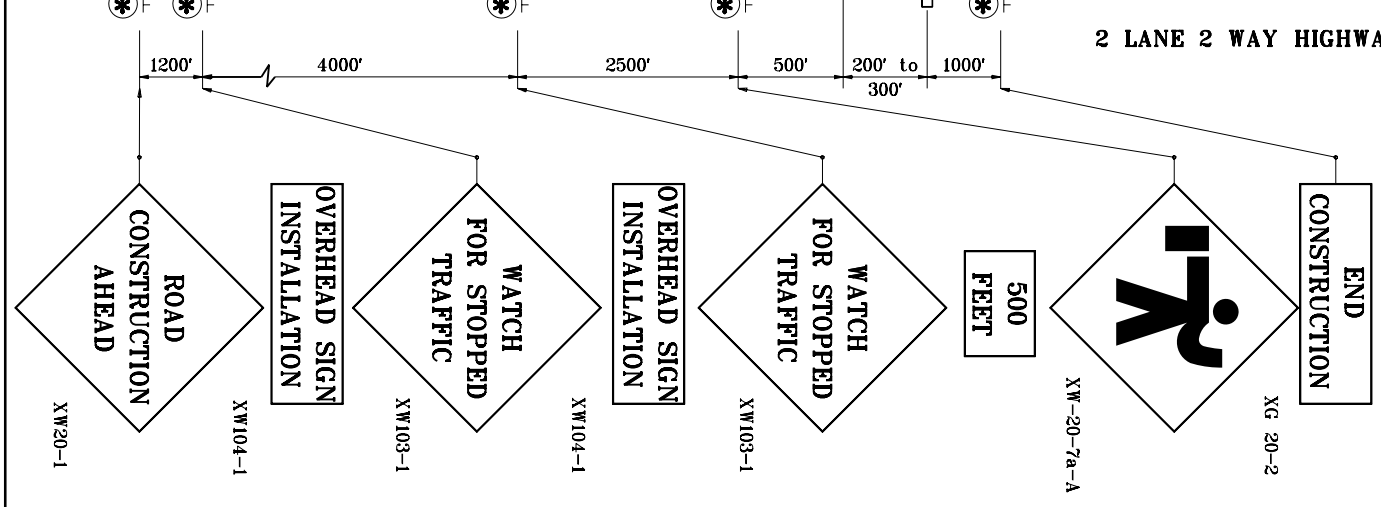 2 LANE 2 WAY HIGHWA
1200'
4000'
2500'
500'
200' to
300'
1000'
ROAD
CONSTRUCTION
AHEAD
XW20-1
OVERHEAD SIGN
INSTALLATION
XW104-1
WATCH
FOR STOPPED
TRAFFIC
XW103-1
OVERHEAD SIGN
INSTALLATION
XW104-1
WATCH
FOR STOPPED
TRAFFIC
XW103-1
500
FEET
XW-20-7a-A
END
CONSTRUCTION
XG 20-2